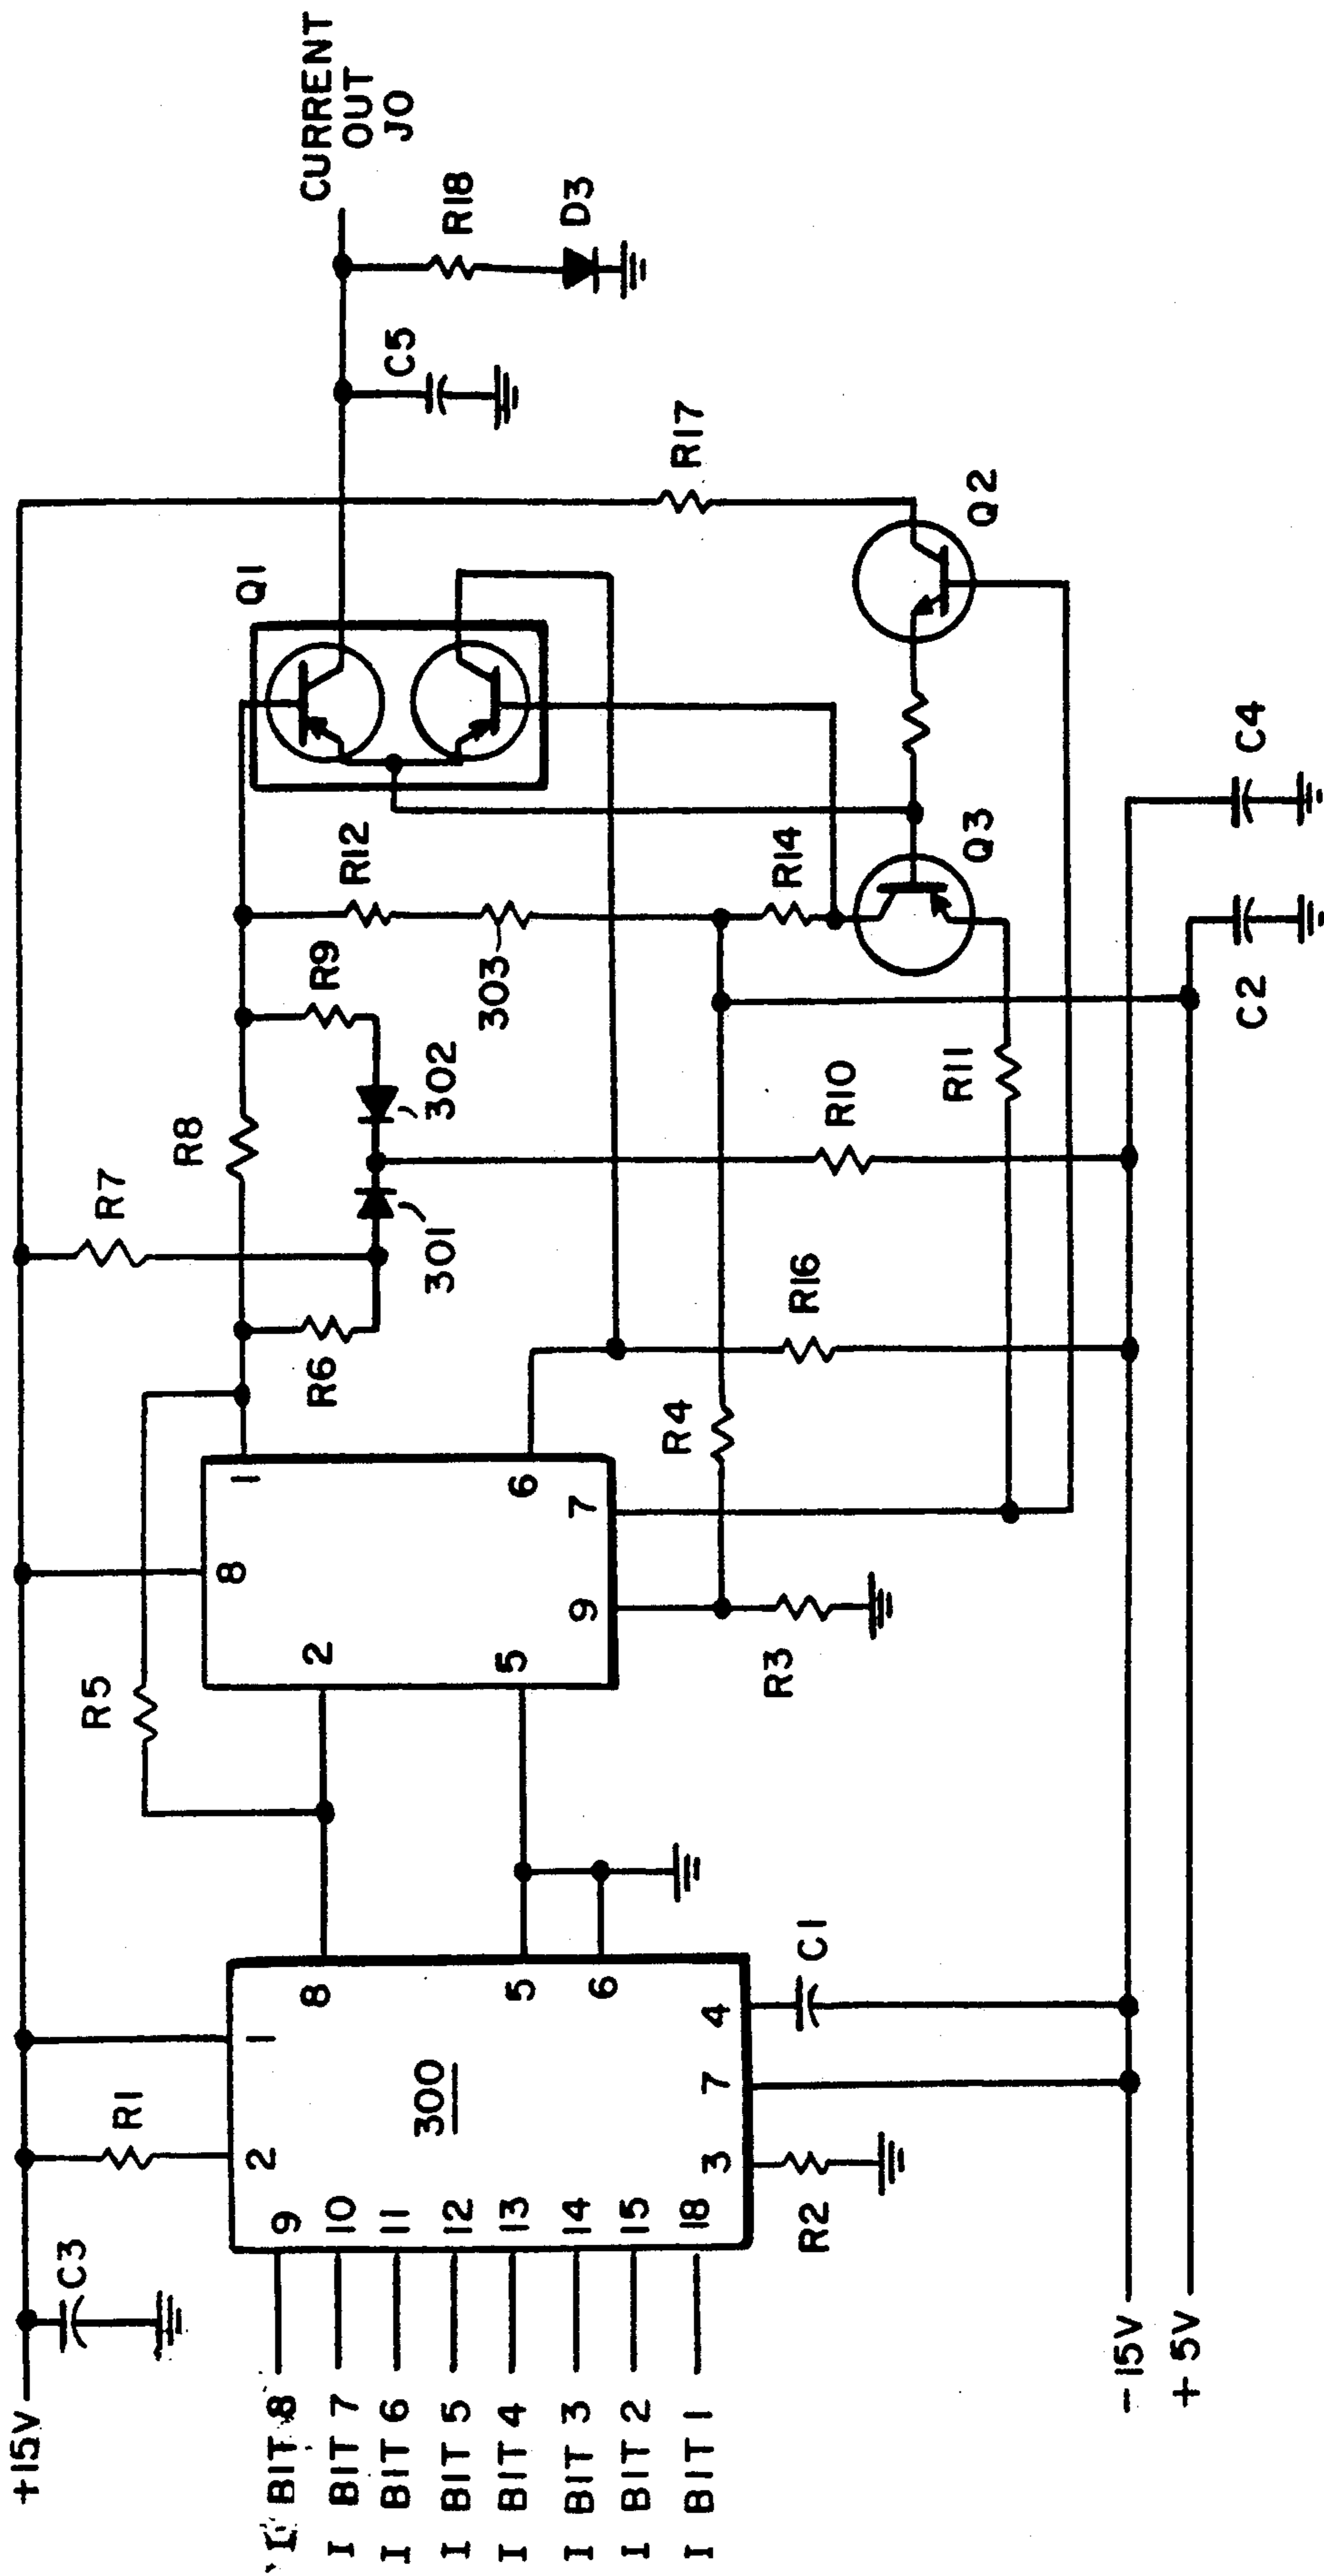 +15V
C3
R1
R5
R7
R8
R6
301
302
R9
R12
303
Q1
CURRENT
OUT
JO
R18
D3
C5
R17
Q2
R14
Q3
R4
R16
R10
R11
R3
C1
R2
C2
C4
2
1
8
5
6
300
3
7
4
9
10
11
12
13
14
15
18
8
1
2
5
6
9
7
I BIT 8
I BIT 7
I BIT 6
I BIT 5
I BIT 4
I BIT 3
I BIT 2
I BIT 1
-15V
+5V